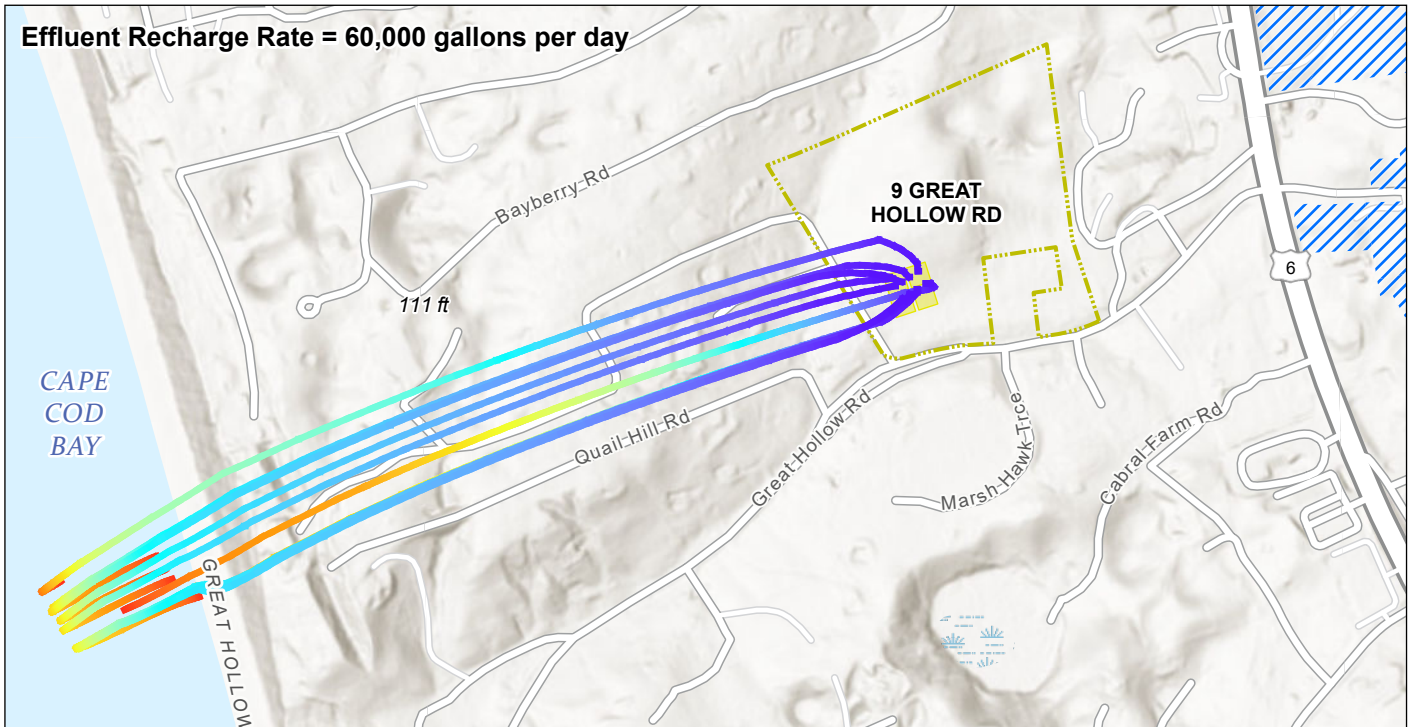 Effluent Recharge Rate = 60,000 gallons per day
9 GREAT
HOLLOW RD
Bayberry Rd
6
111 ft
CAPE
COD
BAY
Quail Hill Rd
Great Hollow Rd
Marsh Hawk Trce
Cabral Farm Rd
GREAT HOLLOW